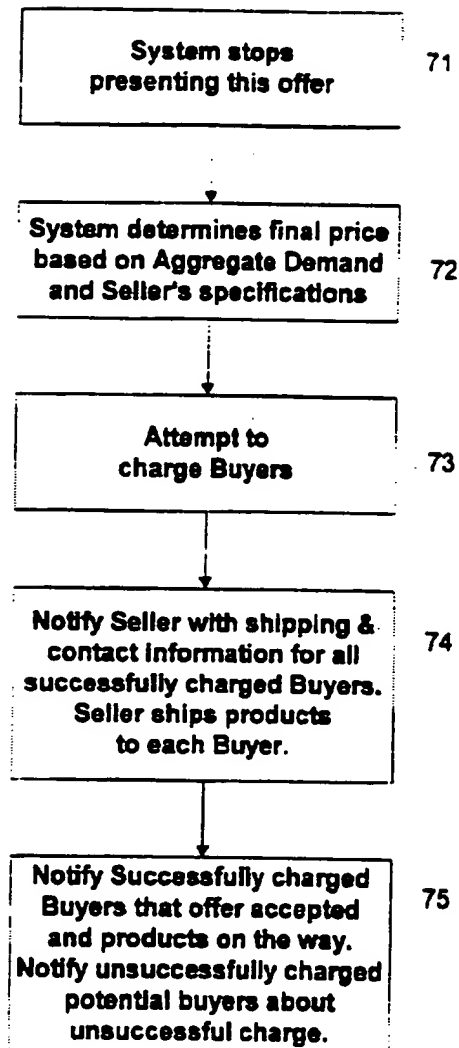 System stops
presenting this offer
71
System determines final price
based on Aggregate Demand
and Seller's specifications
72
Attempt to
charge Buyers
73
Notify Seller with shipping &
contact information for all
successfully charged Buyers.
Seller ships products
to each Buyer.
74
Notify Successfully charged
Buyers that offer accepted
and products on the way.
Notify unsuccessfully charged
potential buyers about
unsuccessful charge.
75